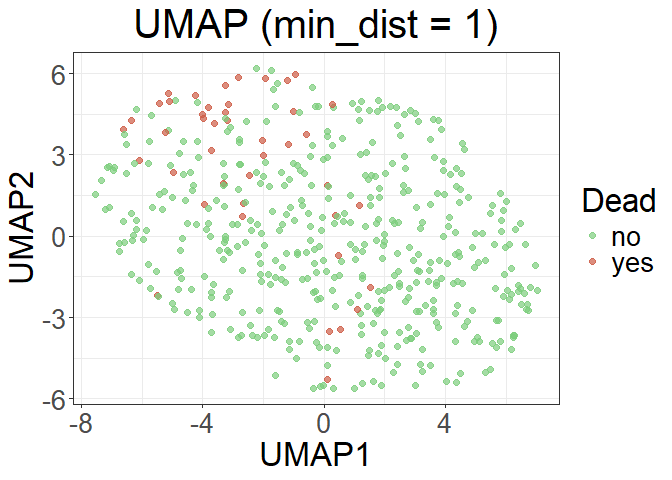 UMAP (min_dist = 1)
6
3
0
-3
-6
UMAP2
-8
-4
0
4
UMAP1
Dead
no
yes